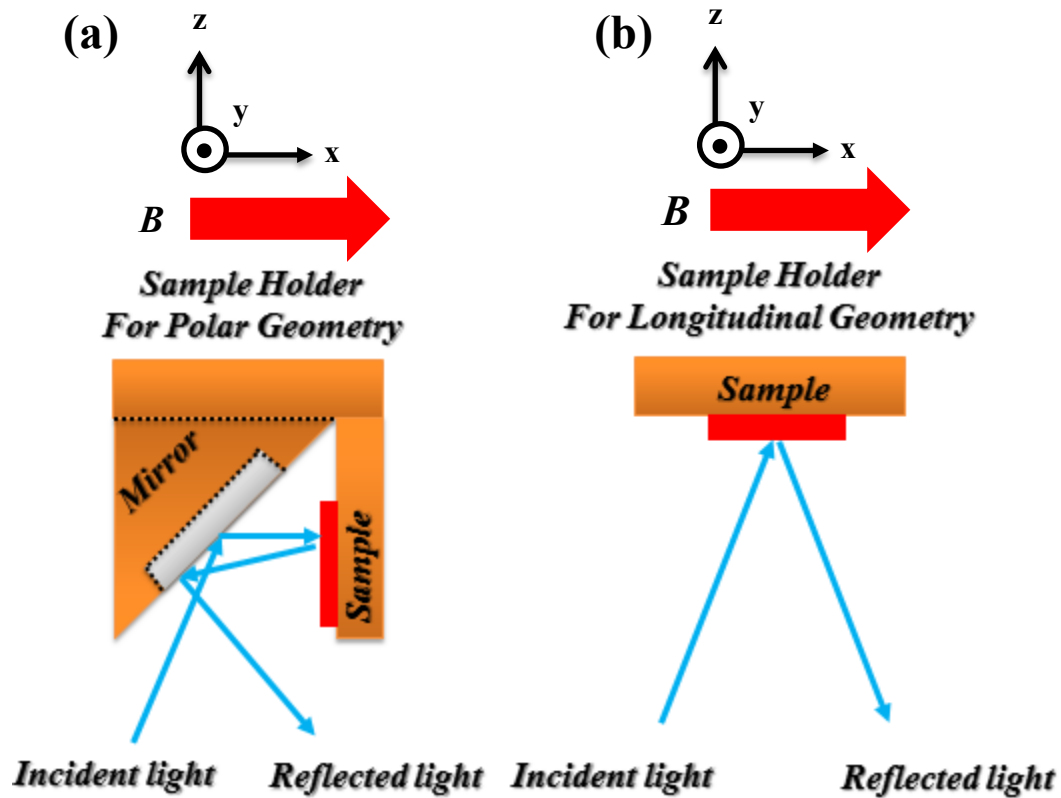 (a)
z
y
x
B
Sample Holder
For Polar Geometry
Mirror
Sample
Incident light
Reflected light
(b)
z
y
x
B
Sample Holder
For Longitudinal Geometry
Sample
Incident light
Reflected light